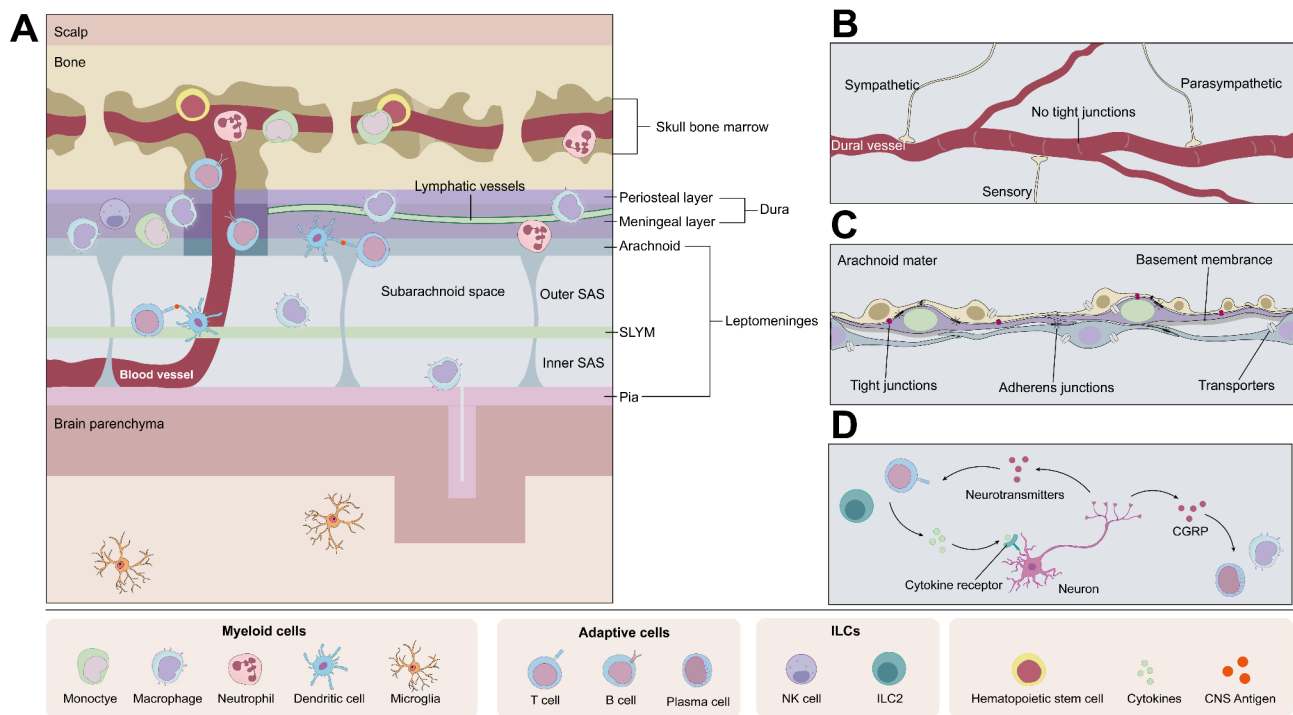 A
Scalp
Bone
Skull bone marrow
Lymphatic vessels
Periosteal layer
Dura
Meningeal layer
Arachnoid
Subarachnoid space
Outer SAS
Leptomeninges
SLYM
Inner SAS
Blood vessel
Pia
Brain parenchyma
B
Sympathetic
Parasympathetic
No tight junctions
Dural vessel
Sensory
C
Arachnoid mater
Basement membrance
Tight junctions
Adherens junctions
Transporters
D
Neurotmitters
CGRP
Cytokine receptor
Neuron
Myeloid cells
Monoctye
Macrophage
Neutrophil
Dendritic cell
Microglia
Adaptive cells
T cell
B cell
Plasma cell
ILCs
NK cell
ILC2
Hematopoietic stem cell
Cytokines
CNS Antigen